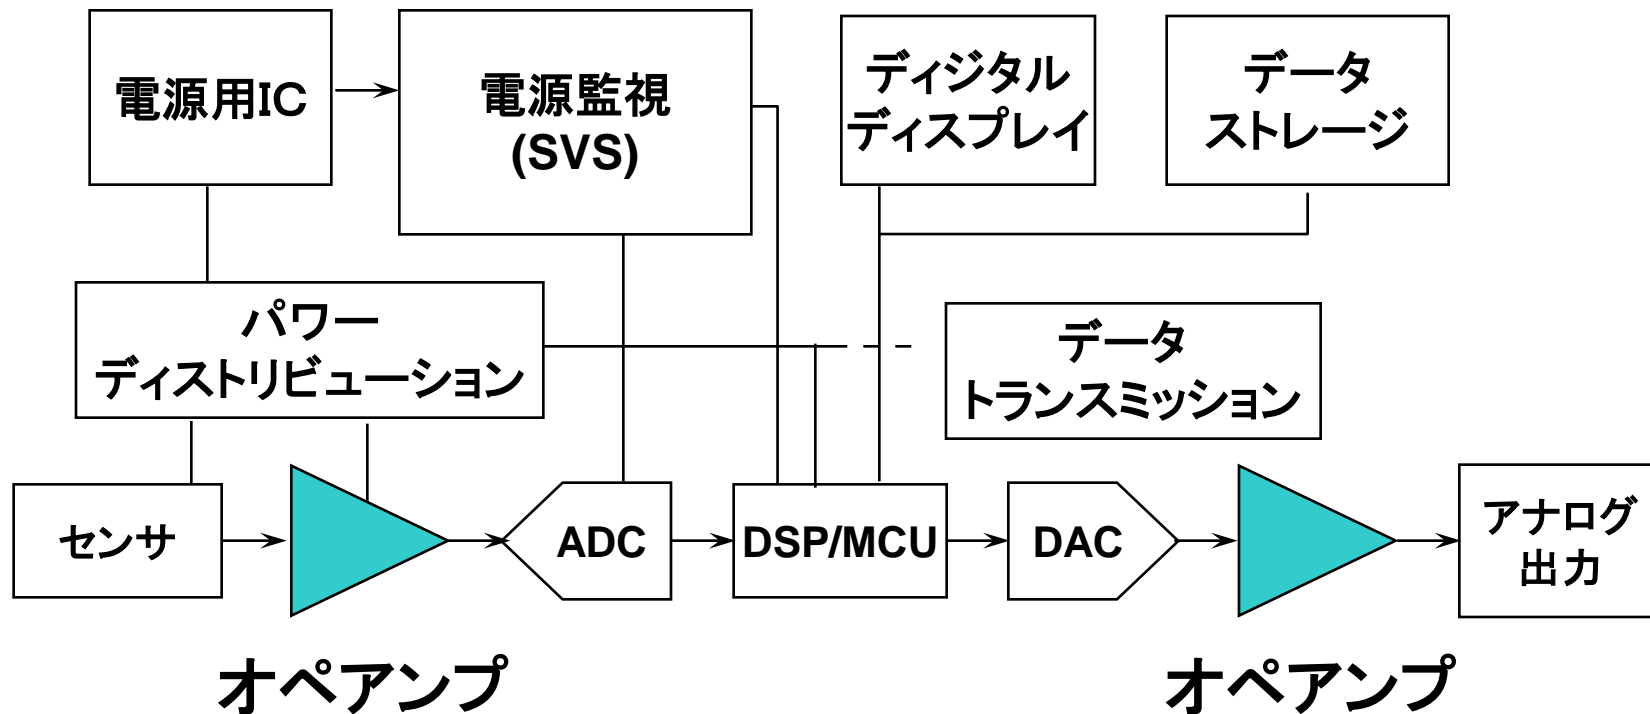 電源用IC
電源監視
(SVS)
ディジタル
ディスプレイ
データ
ストレージ
パワー
ディストリビューション
データ
トランスミッション
センサ
ADC
DSP/MCU
DAC
アナログ
出力
オペアンプ
オペアンプ